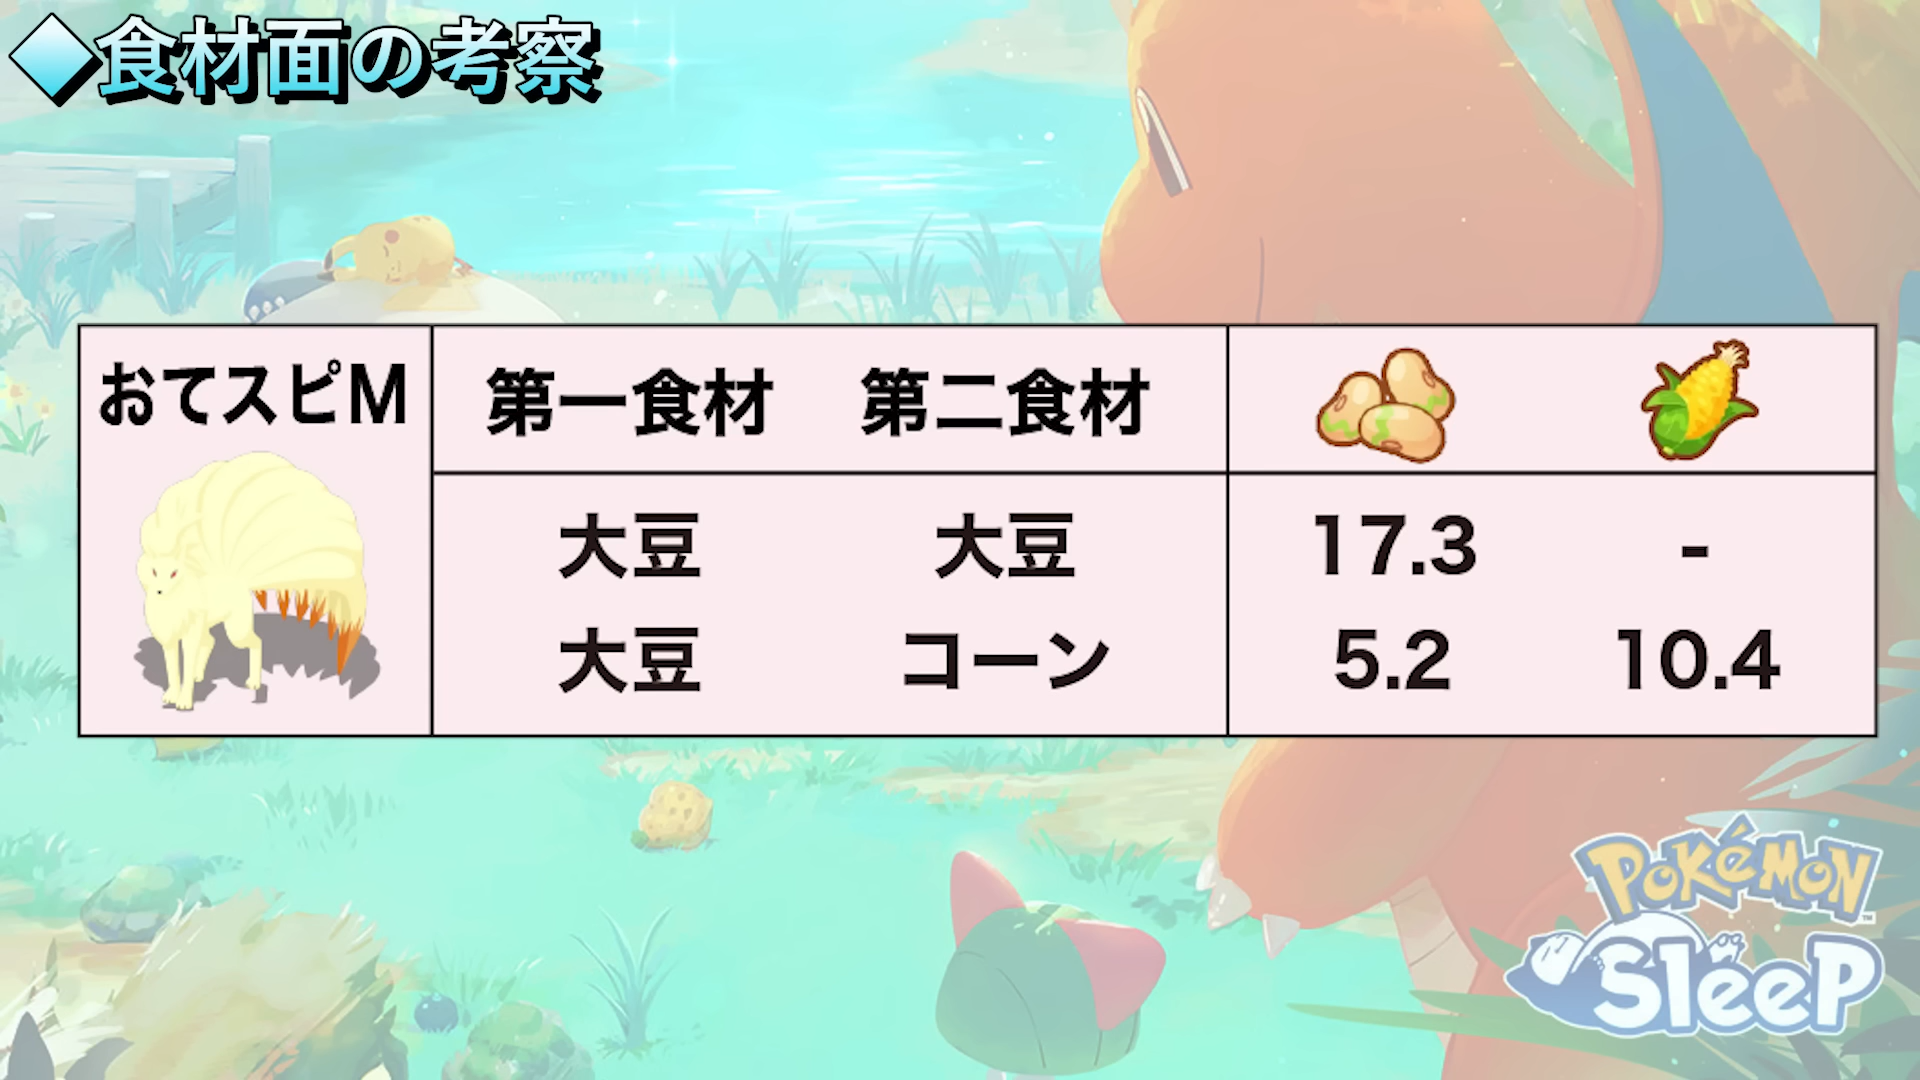 ◆食材面の考察
おてスピM 第一食材 第二食材
大豆 大豆 17.3 -
大豆 コーン 5.2 10.4
POKéMON
Sleep